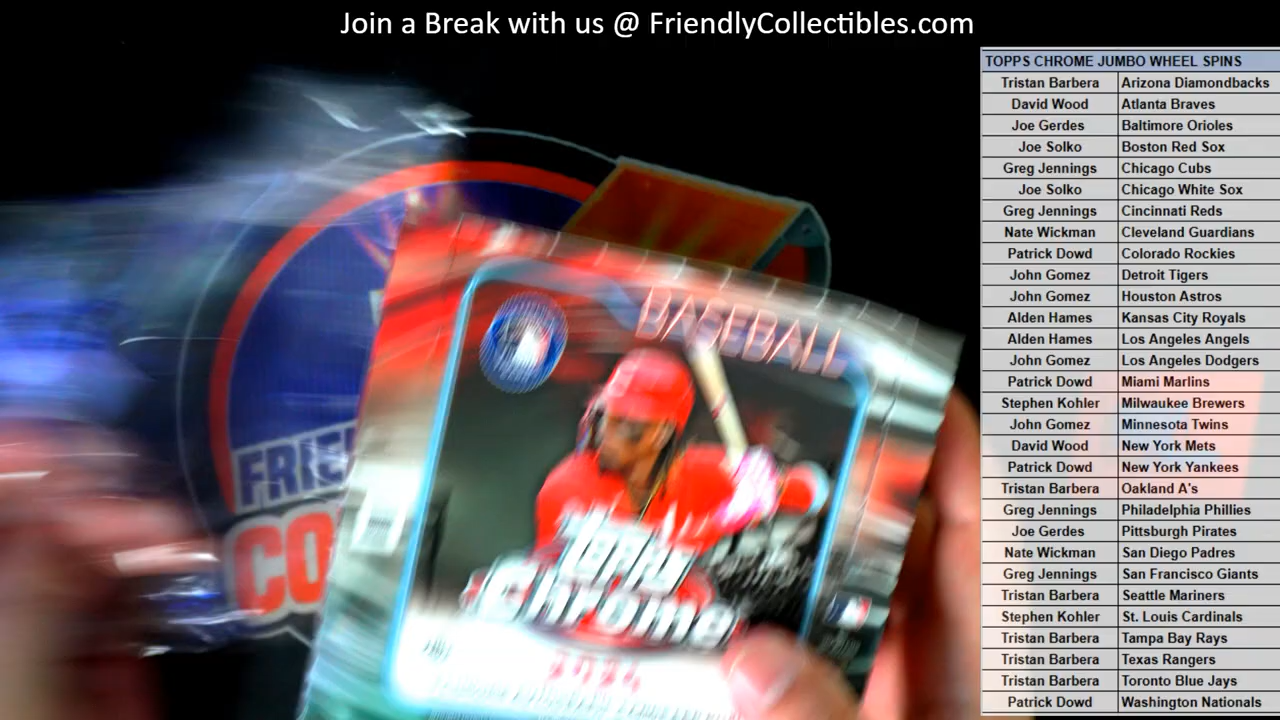 Join a Break with us @ FriendlyCollectibles.com
TOPPS CHROME JUMBO WHEEL SPINS
Tristan Barbera Arizona Diamondbacks
David Wood Atlanta Braves
Joe Gerdes Baltimore Orioles
Joe Solko Boston Red Sox
Greg Jennings Chicago Cubs
Joe Solko Chicago White Sox
Greg Jennings Cincinnati Reds
Nate Wickman Cleveland Guardians
Patrick Dowd Colorado Rockies
John Gomez Detroit Tigers
John Gomez Houston Astros
Alden Hames Kansas City Royals
Alden Hames Los Angeles Angels
John Gomez Los Angeles Dodgers
Patrick Dowd Miami Marlins
Stephen Kohler Milwaukee Brewers
John Gomez Minnesota Twins
David Wood New York Mets
Patrick Dowd New York Yankees
Tristan Barbera Oakland A's
Greg Jennings Philadelphia Phillies
Joe Gerdes Pittsburgh Pirates
Nate Wickman San Diego Padres
Greg Jennings San Francisco Giants
Tristan Barbera Seattle Mariners
Stephen Kohler St. Louis Cardinals
Tristan Barbera Tampa Bay Rays
Tristan Barbera Texas Rangers
Tristan Barbera Toronto Blue Jays
Patrick Dowd Washington Nationals
BASEBALL
Topps
Chrome
2024
FRIE
CO